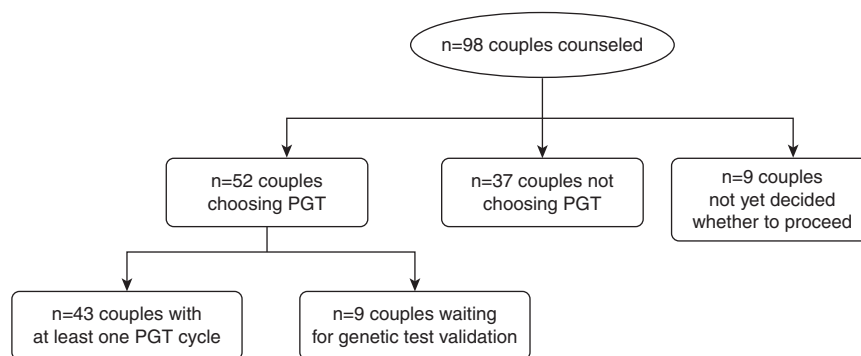 n=98 couples counseled
n=52 couples
choosing PGT
n=37 couples not
choosing PGT
n=9 couples
not yet decided
whether to proceed
n=43 couples with
at least one PGT cycle
n=9 couples waiting
for genetic test validation